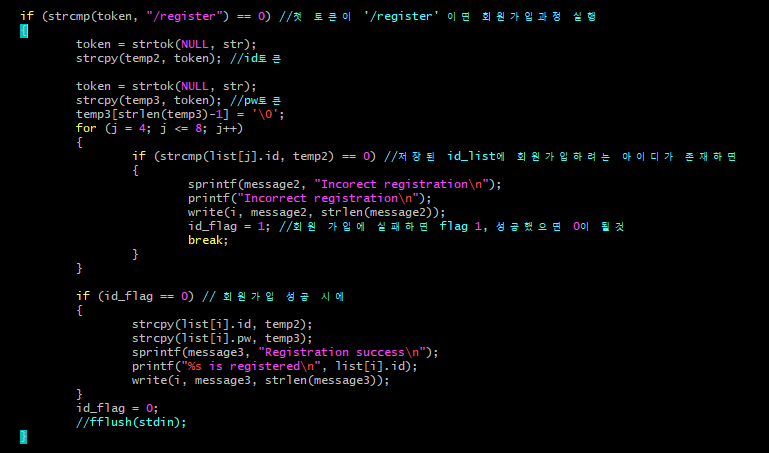 if (strcmp(token, "/register") == 0) //첫 토큰이 '/register'이면 회원가입과정 실행
{
token = strtok(NULL, str);
strcpy(temp2, token); //id토큰
token = strtok(NULL, str);
strcpy(temp3, token); //pw토큰
temp3[strlen(temp3)-1] = '\0';
for (j = 4; j <= 8; j++)
{
if (strcmp(list[j].id, temp2) == 0) //저장된 id_list에 회원가입하려는 아이디가 존재하면
{
sprintf(message2, "Incorect registration\n");
printf("Incorrect registration\n");
write(i, message2, strlen(message2));
id_flag = 1; //회원 가입에 실패하면 flag 1, 성공했으면 0이 될것
break;
}
}
if (id_flag == 0) // 회원가입 성공 시에
{
strcpy(list[i].id, temp2);
strcpy(list[i].pw, temp3);
sprintf(message3, "Registration success\n");
printf("%s is registered\n", list[i].id);
write(i, message3, strlen(message3));
}
id_flag = 0;
//fflush(stdin);
}